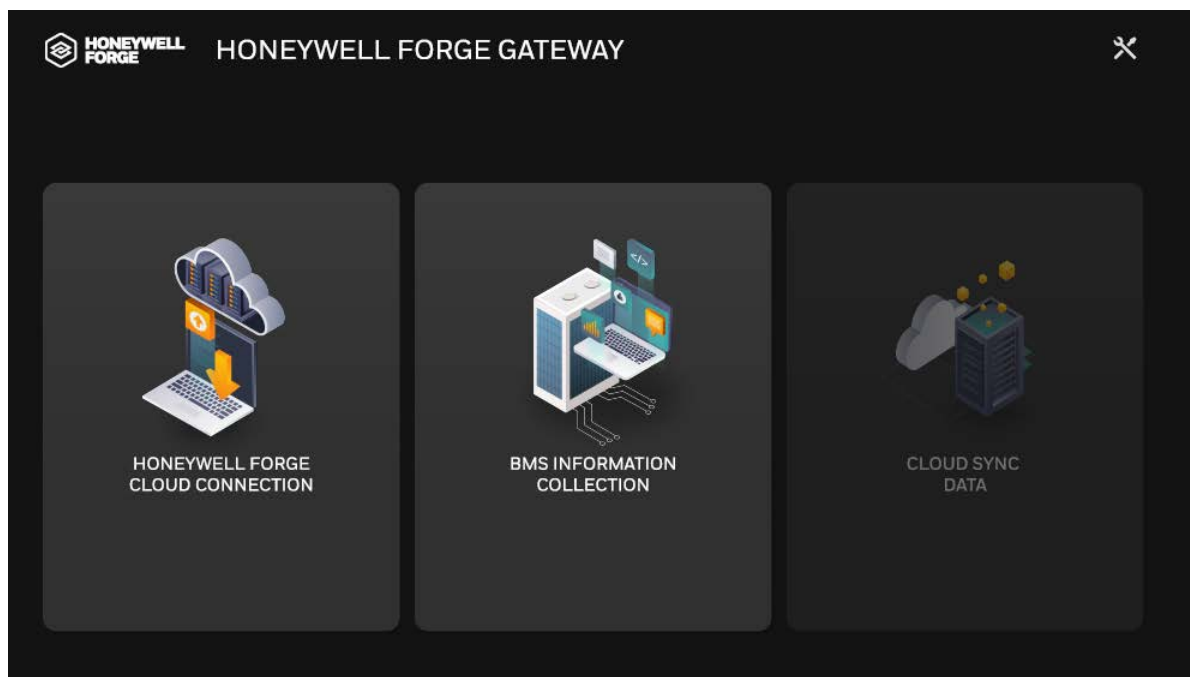 HONEYWELL
FORGE
HONEYWELL FORGE GATEWAY
</>
HONEYWELL FORGE
CLOUD CONNECTION
BMS INFORMATION
COLLECTION
CLOUD SYNC
DATA